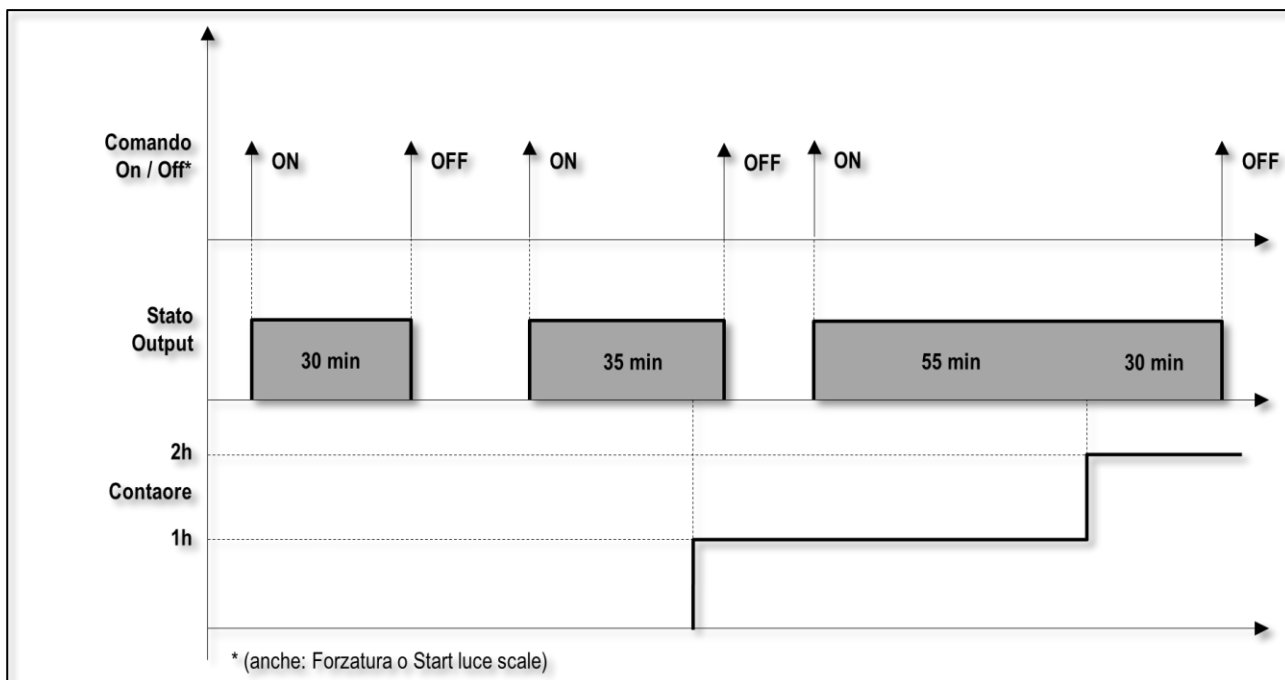 Comando
On / Off*
ON
OFF
ON
OFF
ON
OFF
Stato
Output
30 min
35 min
55 min
30 min
2h
Contaore
1h
* (anche: Forzatura o Start luce scale)